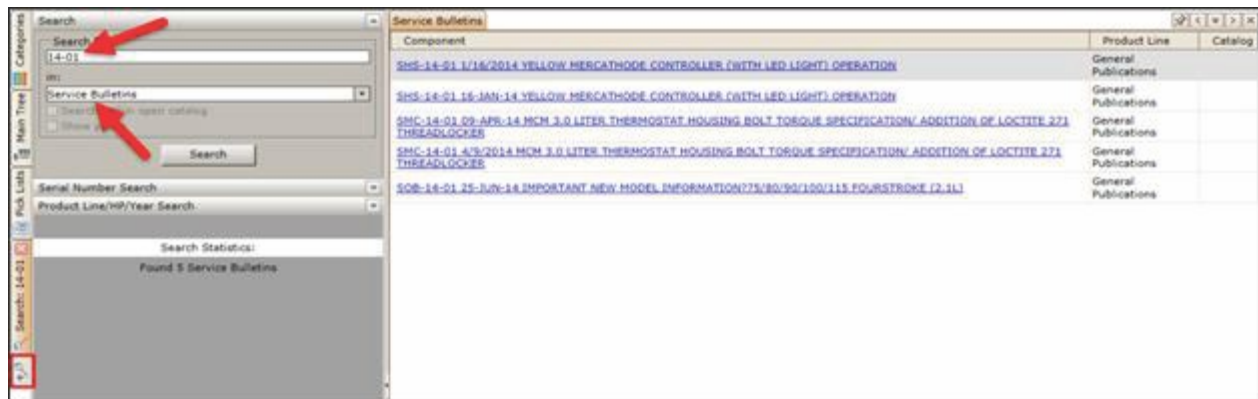 Categories
Main Tree
Pick Lists
Search: 14-01
Search
Search
14-01
in:
Service Bulletins
Search
open catalog
Show
Search
Serial Number Search
Product Line/HP/Year Search
Search Statistics:
Found 5 Service Bulletins
Service Bulletins
Component Product Line Catalog
SHS-14-01 1/16/2014 YELLOW MERCATHODE CONTROLLER (WITH LED LIGHT) OPERATION
General
Publications
SHS-14-01 16-JAN-14 YELLOW MERCATHODE CONTROLLER (WITH LED LIGHT) OPERATION
General
Publications
SMC-14-01 09-APR-14 MCM 3.0 LITER THERMOSTAT HOUSING BOLT TORQUE SPECIFICATION/ ADDITION OF LOCTITE 271
THREADLOCKER
General
Publications
SMC-14-01 4/9/2014 MCM 3.0 LITER THERMOSTAT HOUSING BOLT TORQUE SPECIFICATION/ ADDITION OF LOCTITE 271
THREADLOCKER
General
Publications
SOB-14-01 25-JUN-14 IMPORTANT NEW MODEL INFORMATION?75/80/90/100/115 FOURSTROKE (2.1L)
General
Publications